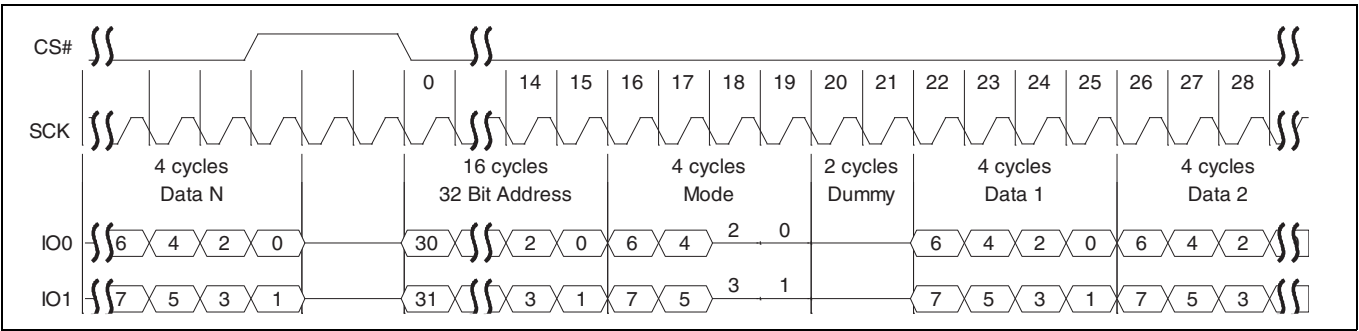 CS#
0 14 15 16 17 18 19 20 21 22 23 24 25 26 27 28
SCK
4 cycles 16 cycles 4 cycles 2 cycles 4 cycles 4 cycles
Data N 32 Bit Address Mode Dummy Data 1 Data 2
IO0 6 4 2 0 30 2 0 6 4 2 0 6 4 2 0 6 4 2
IO1 7 5 3 1 31 3 1 7 5 3 1 7 5 3 1 7 5 3